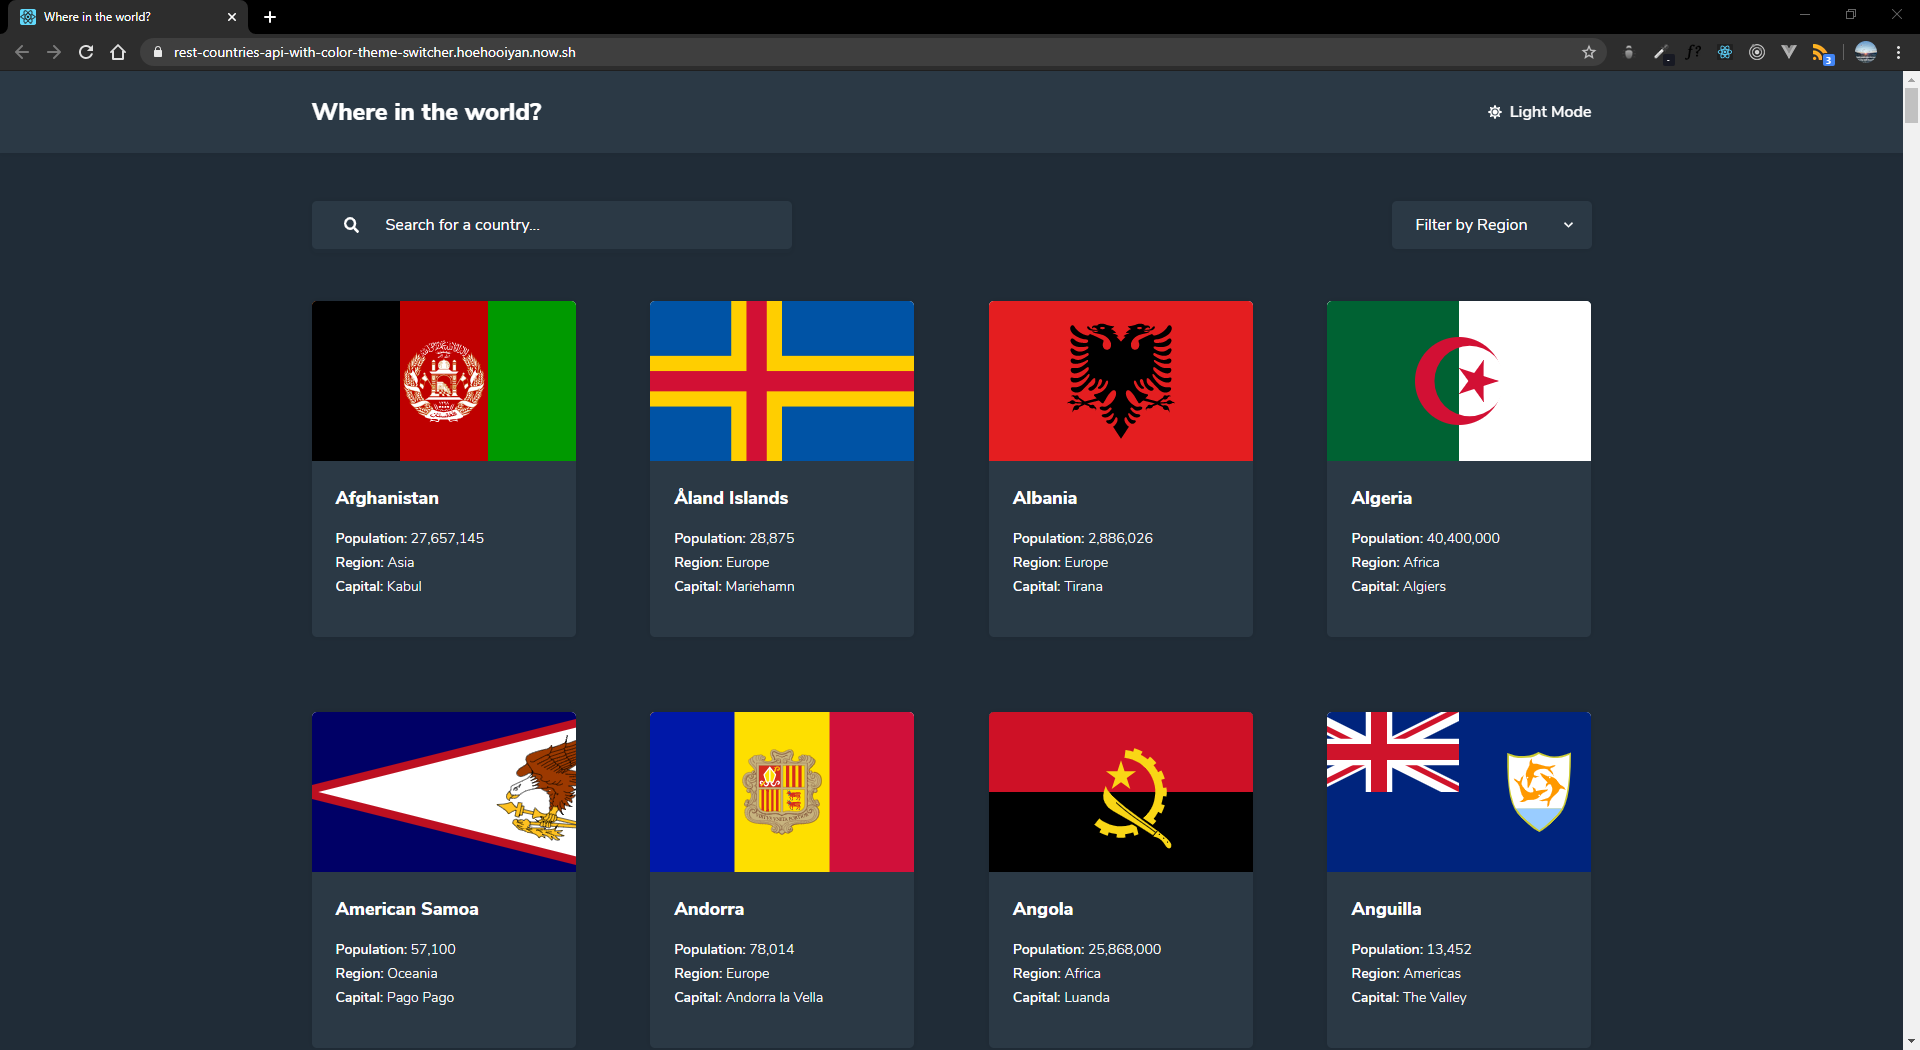 Where in the world?
rest-countries-api-with-color-theme-switcher.hoehooiyan.now.sh
f?
3
Where in the world?
Light Mode
Search for a country...
Filter by Region
Afghanistan
Population: 27,657,145
Region: Asia
Capital: Kabul
Åland Islands
Population: 28,875
Region: Europe
Capital: Mariehamn
Albania
Population: 2,886,026
Region: Europe
Capital: Tirana
Algeria
Population: 40,400,000
Region: Africa
Capital: Algiers
American Samoa
Population: 57,100
Region: Oceania
Capital: Pago Pago
Andorra
Population: 78,014
Region: Europe
Capital: Andorra la Vella
Angola
Population: 25,868,000
Region: Africa
Capital: Luanda
Anguilla
Population: 13,452
Region: Americas
Capital: The Valley